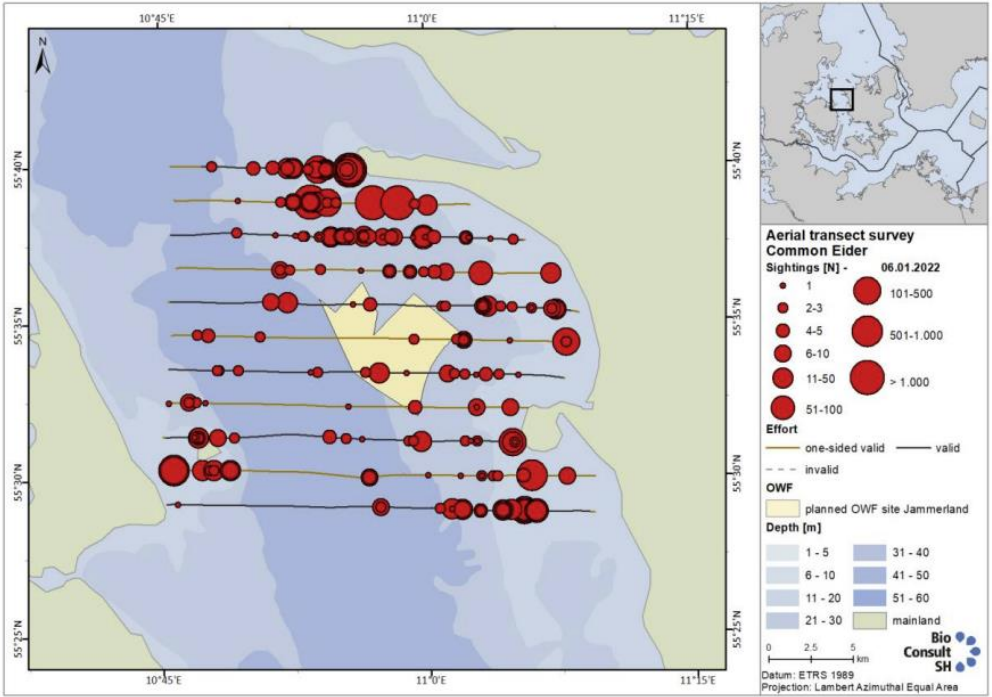 10°45'E 11°0'E 11°15'E
N
55°40'N 55°40'N
55°35'N 55°35'N
55°30'N 55°30'N
55°25'N 55°25'N
10°45'E 11°0'E 11°15'E
Aerial transect survey
Common Eider
Sightings [N] - 06.01.2022
1 101-500
2-3
4-5 501-1.000
6-10
11-50 > 1.000
51-100
Effort
one-sided valid valid
invalid
OWF
planned OWF site Jammerland
Depth [m]
1 - 5 31 - 40
6 - 10 41 - 50
11 - 20 51 - 60
21 - 30 mainland
0 2.5 5
km
Bio
Consult
SH
Datum: ETRS 1989
Projection: Lambert Azimuthal Equal Area